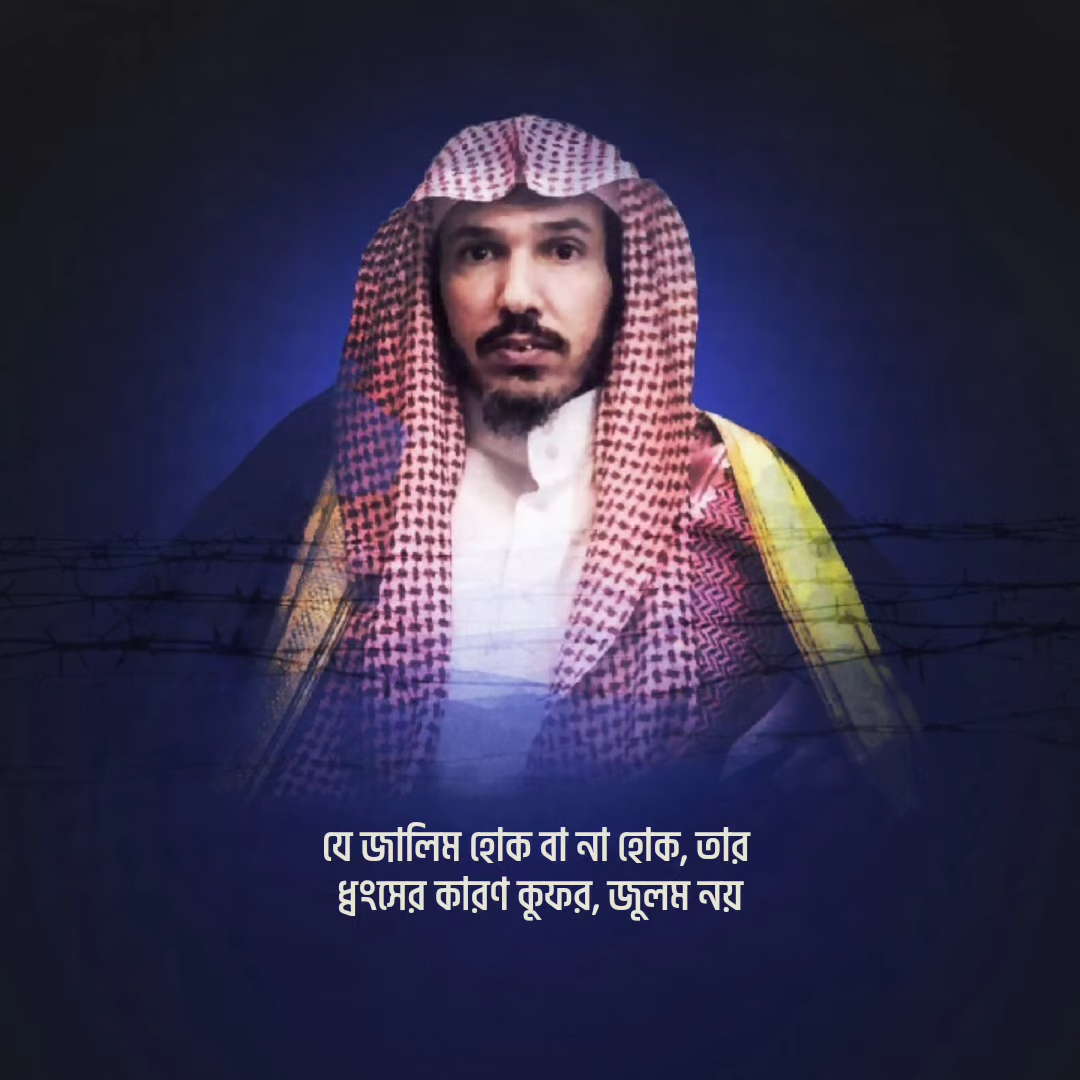 যে জালিম হোক বা না হোক, তার
ধ্বংসের কারণ কুফর, জুলম নয়